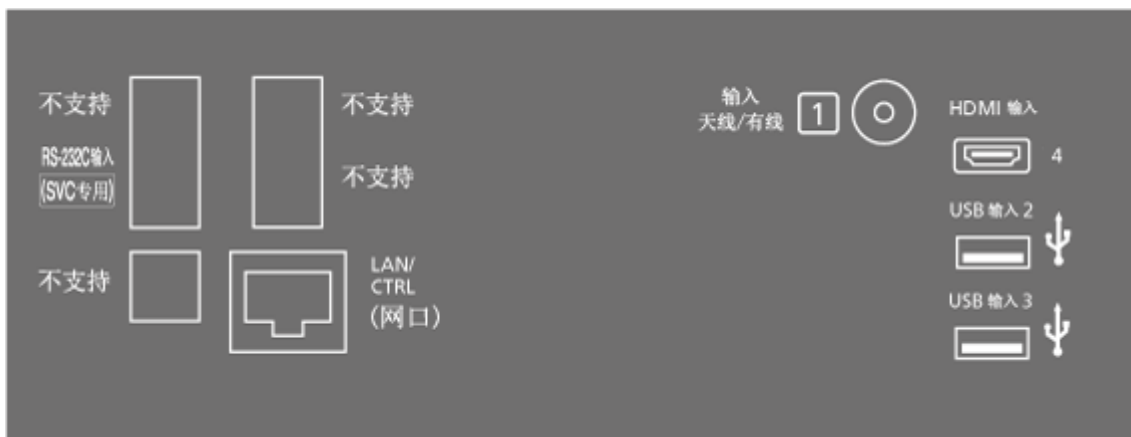 不支持
RS-232C输入
(SVC专用)
不支持
不支持
不支持
LAN/
CTRL
(网口)
输入
天线/有线 1
HDMI 输入
4
USB 输入 2
USB 输入 3